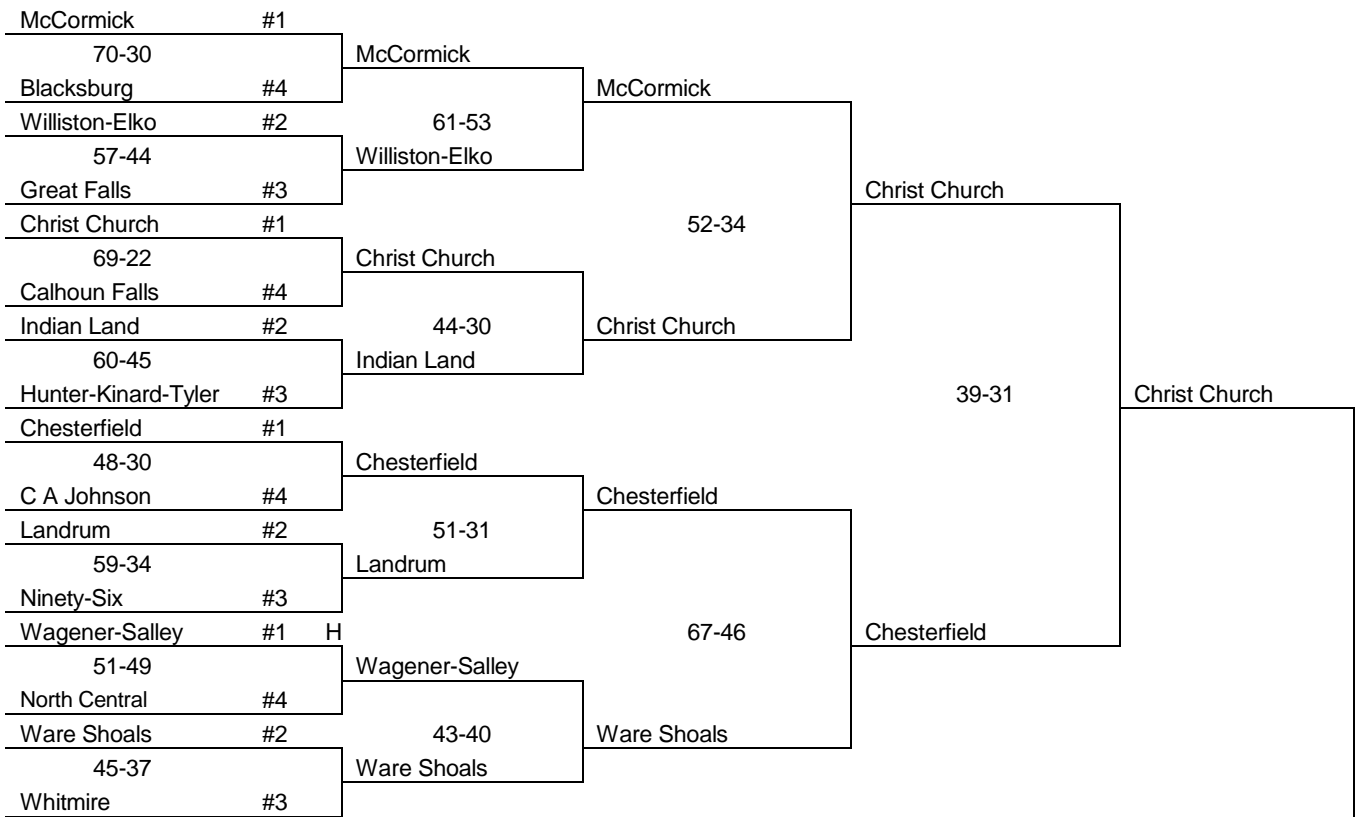 McCormick #1
70-30 McCormick
Blacksburg #4 McCormick
Williston-Elko #2 61-53
57-44 Williston-Elko
Great Falls #3 Christ Church
Christ Church #1 52-34
69-22 Christ Church
Calhoun Falls #4
Indian Land #2 44-30 Christ Church
60-45 Indian Land
Hunter-Kinard-Tyler #3 39-31 Christ Church
Chesterfield #1
48-30 Chesterfield
C A Johnson #4 Chesterfield
Landrum #2 51-31
59-34 Landrum
Ninety-Six #3
Wagener-Salley #1 H 67-46 Chesterfield
51-49 Wagener-Salley
North Central #4
Ware Shoals #2 43-40 Ware Shoals
45-37 Ware Shoals
Whitmire #3